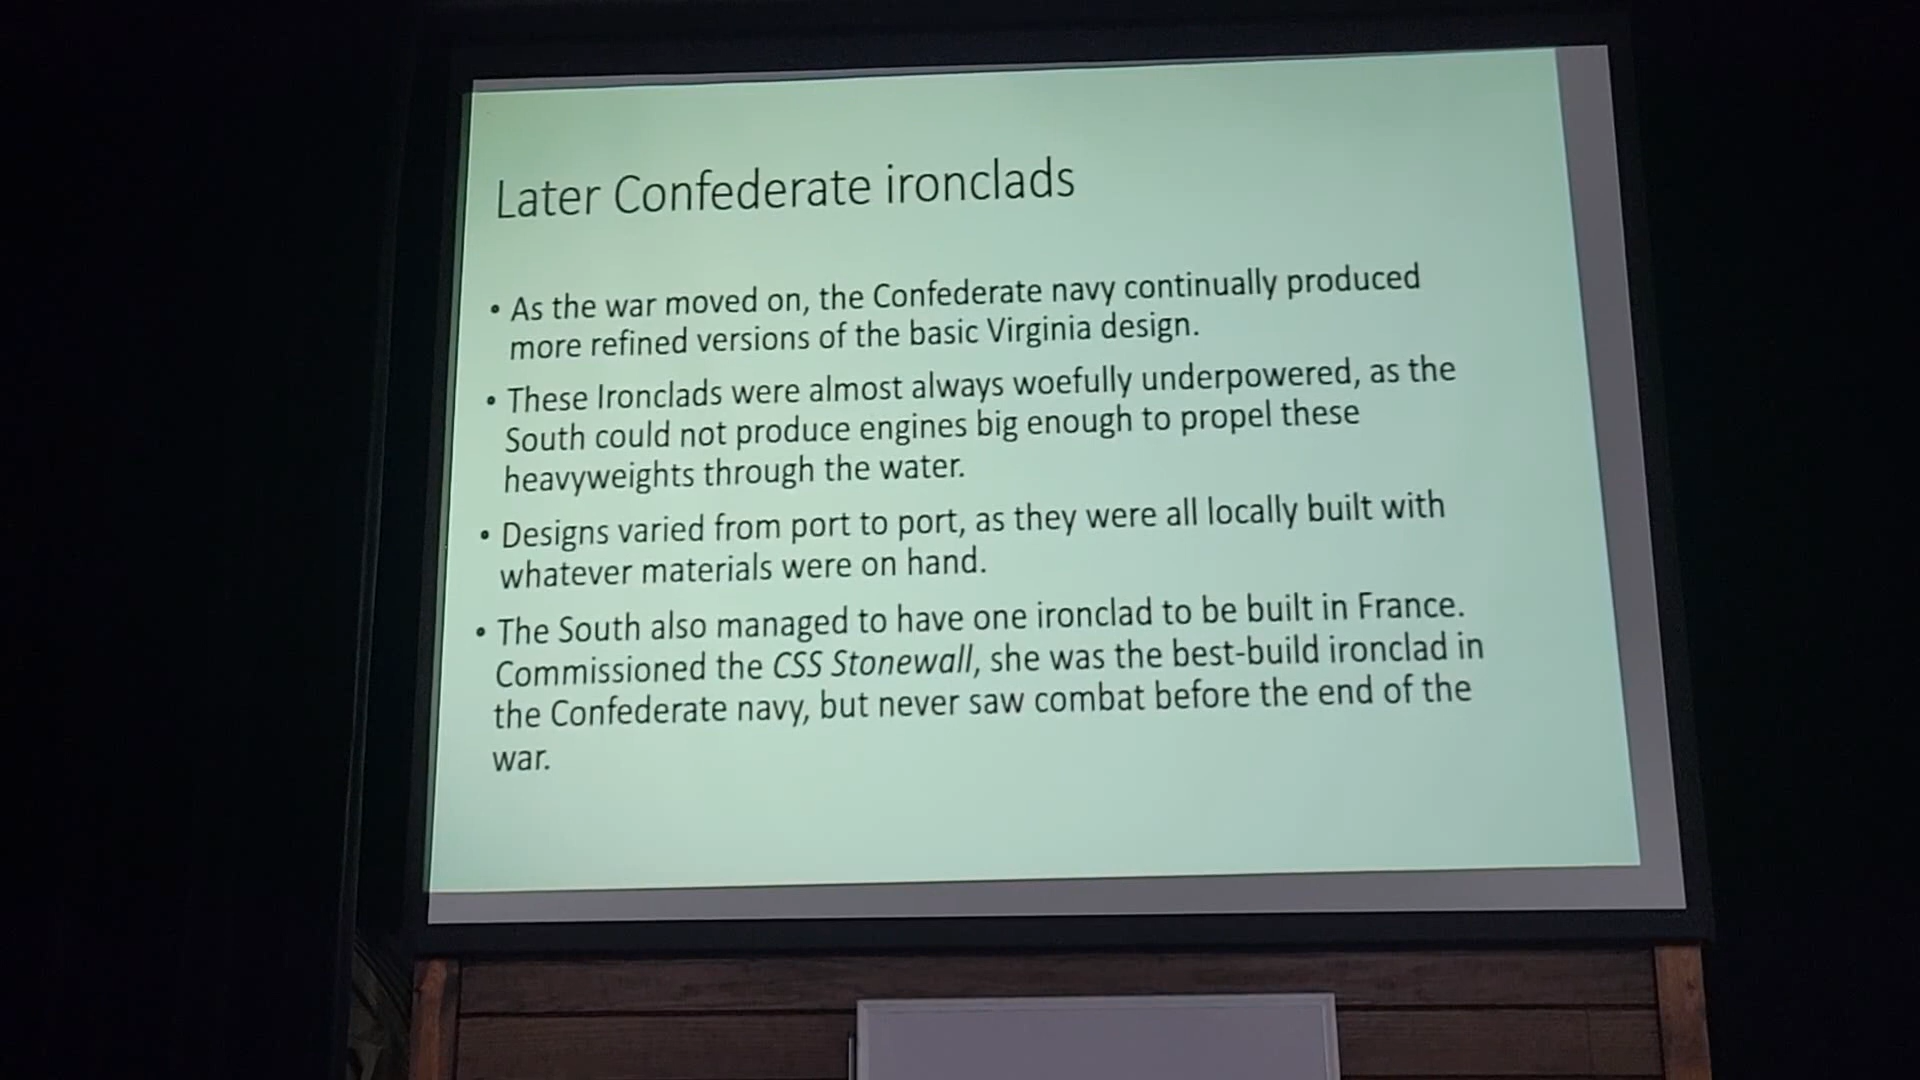 Later Confederate ironclads
• As the war moved on, the Confederate navy continually produced
more refined versions of the basic Virginia design.
• These Ironclads were almost always woefully underpowered, as the
South could not produce engines big enough to propel these
heavyweights through the water.
• Designs varied from port to port, as they were all locally built with
whatever materials were on hand.
• The South also managed to have one ironclad to be built in France.
Commissioned the CSS Stonewall, she was the best-build ironclad in
the Confederate navy, but never saw combat before the end of the
war.